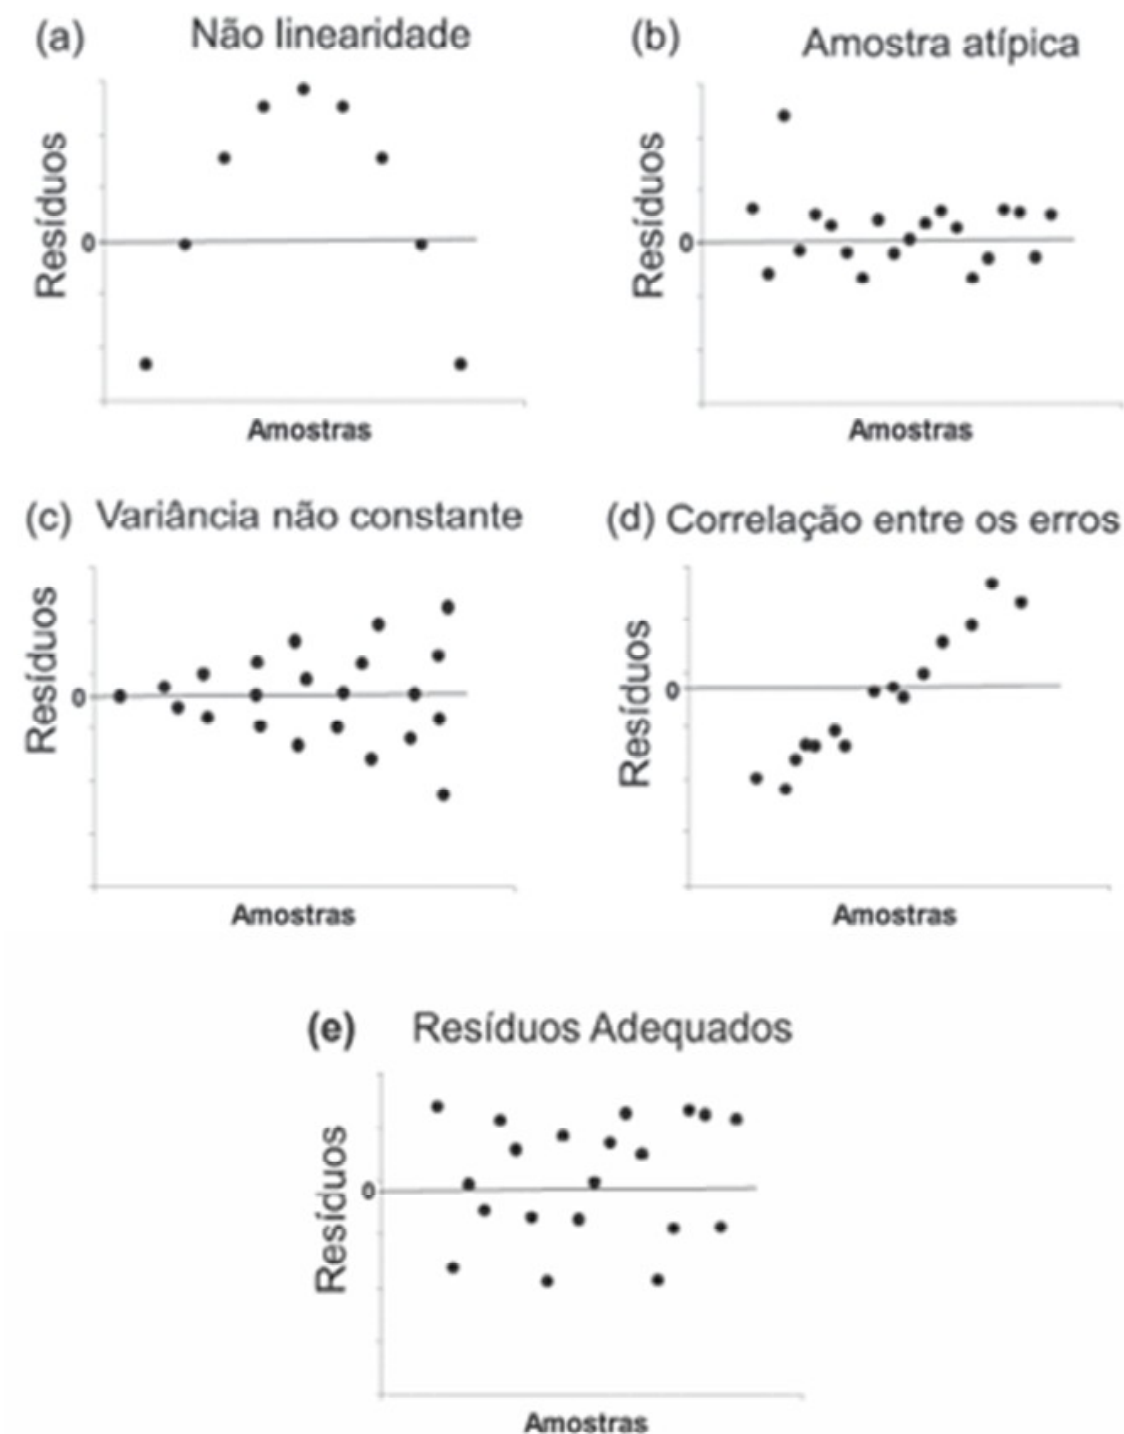 (a) Não linearidade
Resíduos
0
Amostras
(b) Amostra atípica
Resíduos
0
Amostras
(c) Variância não constante
Resíduos
0
Amostras
(d) Correlação entre os erros
Resíduos
0
Amostras
(e) Resíduos Adequados
Resíduos
0
Amostras